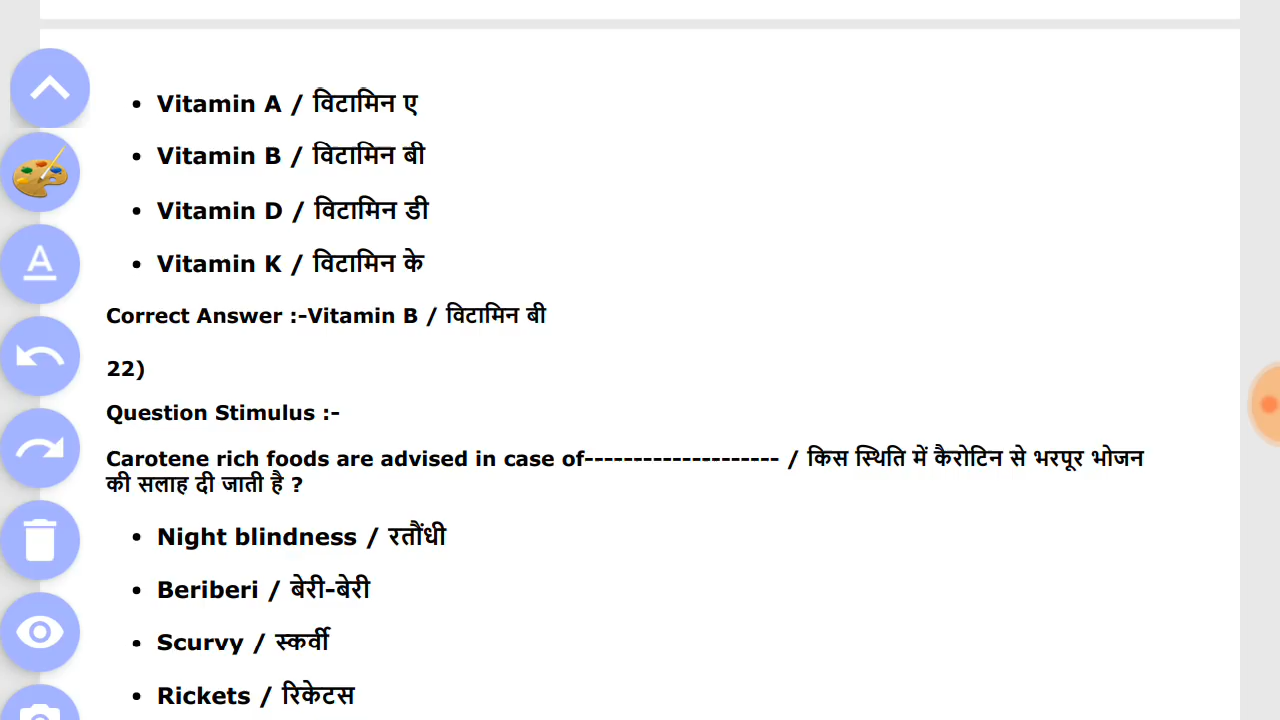 • Vitamin A / विटामिन ए
• Vitamin B / विटामिन बी
• Vitamin D / विटामिन डी
• Vitamin K / विटामिन के
Correct Answer :-Vitamin B / विटामिन बी
22)
Question Stimulus :-
Carotene rich foods are advised in case of-------------------- / किस स्थिति में कैरोटिन से भरपूर भोजन
की सलाह दी जाती है ?
• Night blindness / रतौंधी
• Beriberi / बेरी-बेरी
• Scurvy / स्कर्वी
• Rickets / रिकेटस